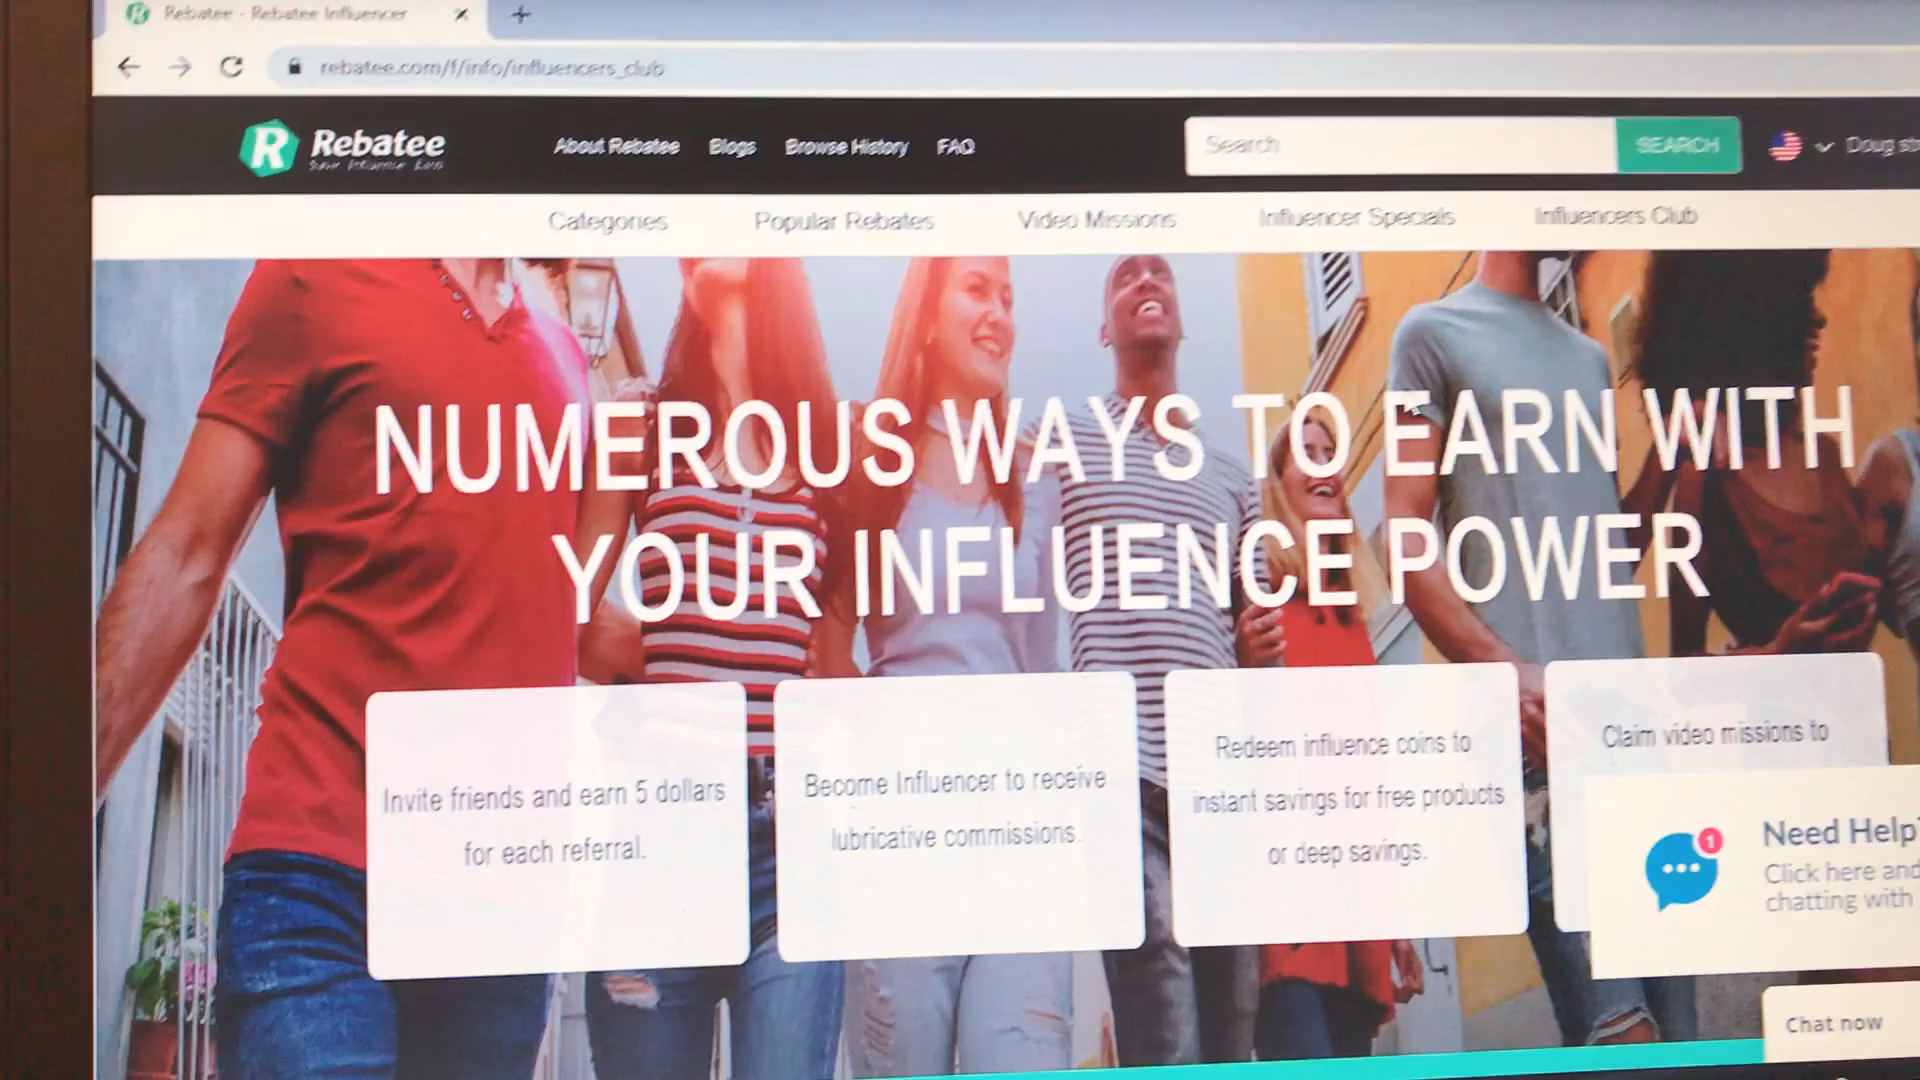 Rebatee - Rebatee Influencer
rebatee.com/f/info/influencers_club
Rebatee
About Rebatee Blogs Browse History FAQ
Search
SEARCH
Doug
Categories Popular Rebates Video Missions Influencer Specials Influencers Club
NUMEROUS WAYS TO EARN WITH
YOUR INFLUENCE POWER
Invite friends and earn 5 dollars
for each referral.
Become Influencer to receive
lubricative commissions.
Redeem influence coins to
instant savings for free products
or deep savings.
Claim video missions to
1
Need Help?
Click here and
chatting with
Chat now